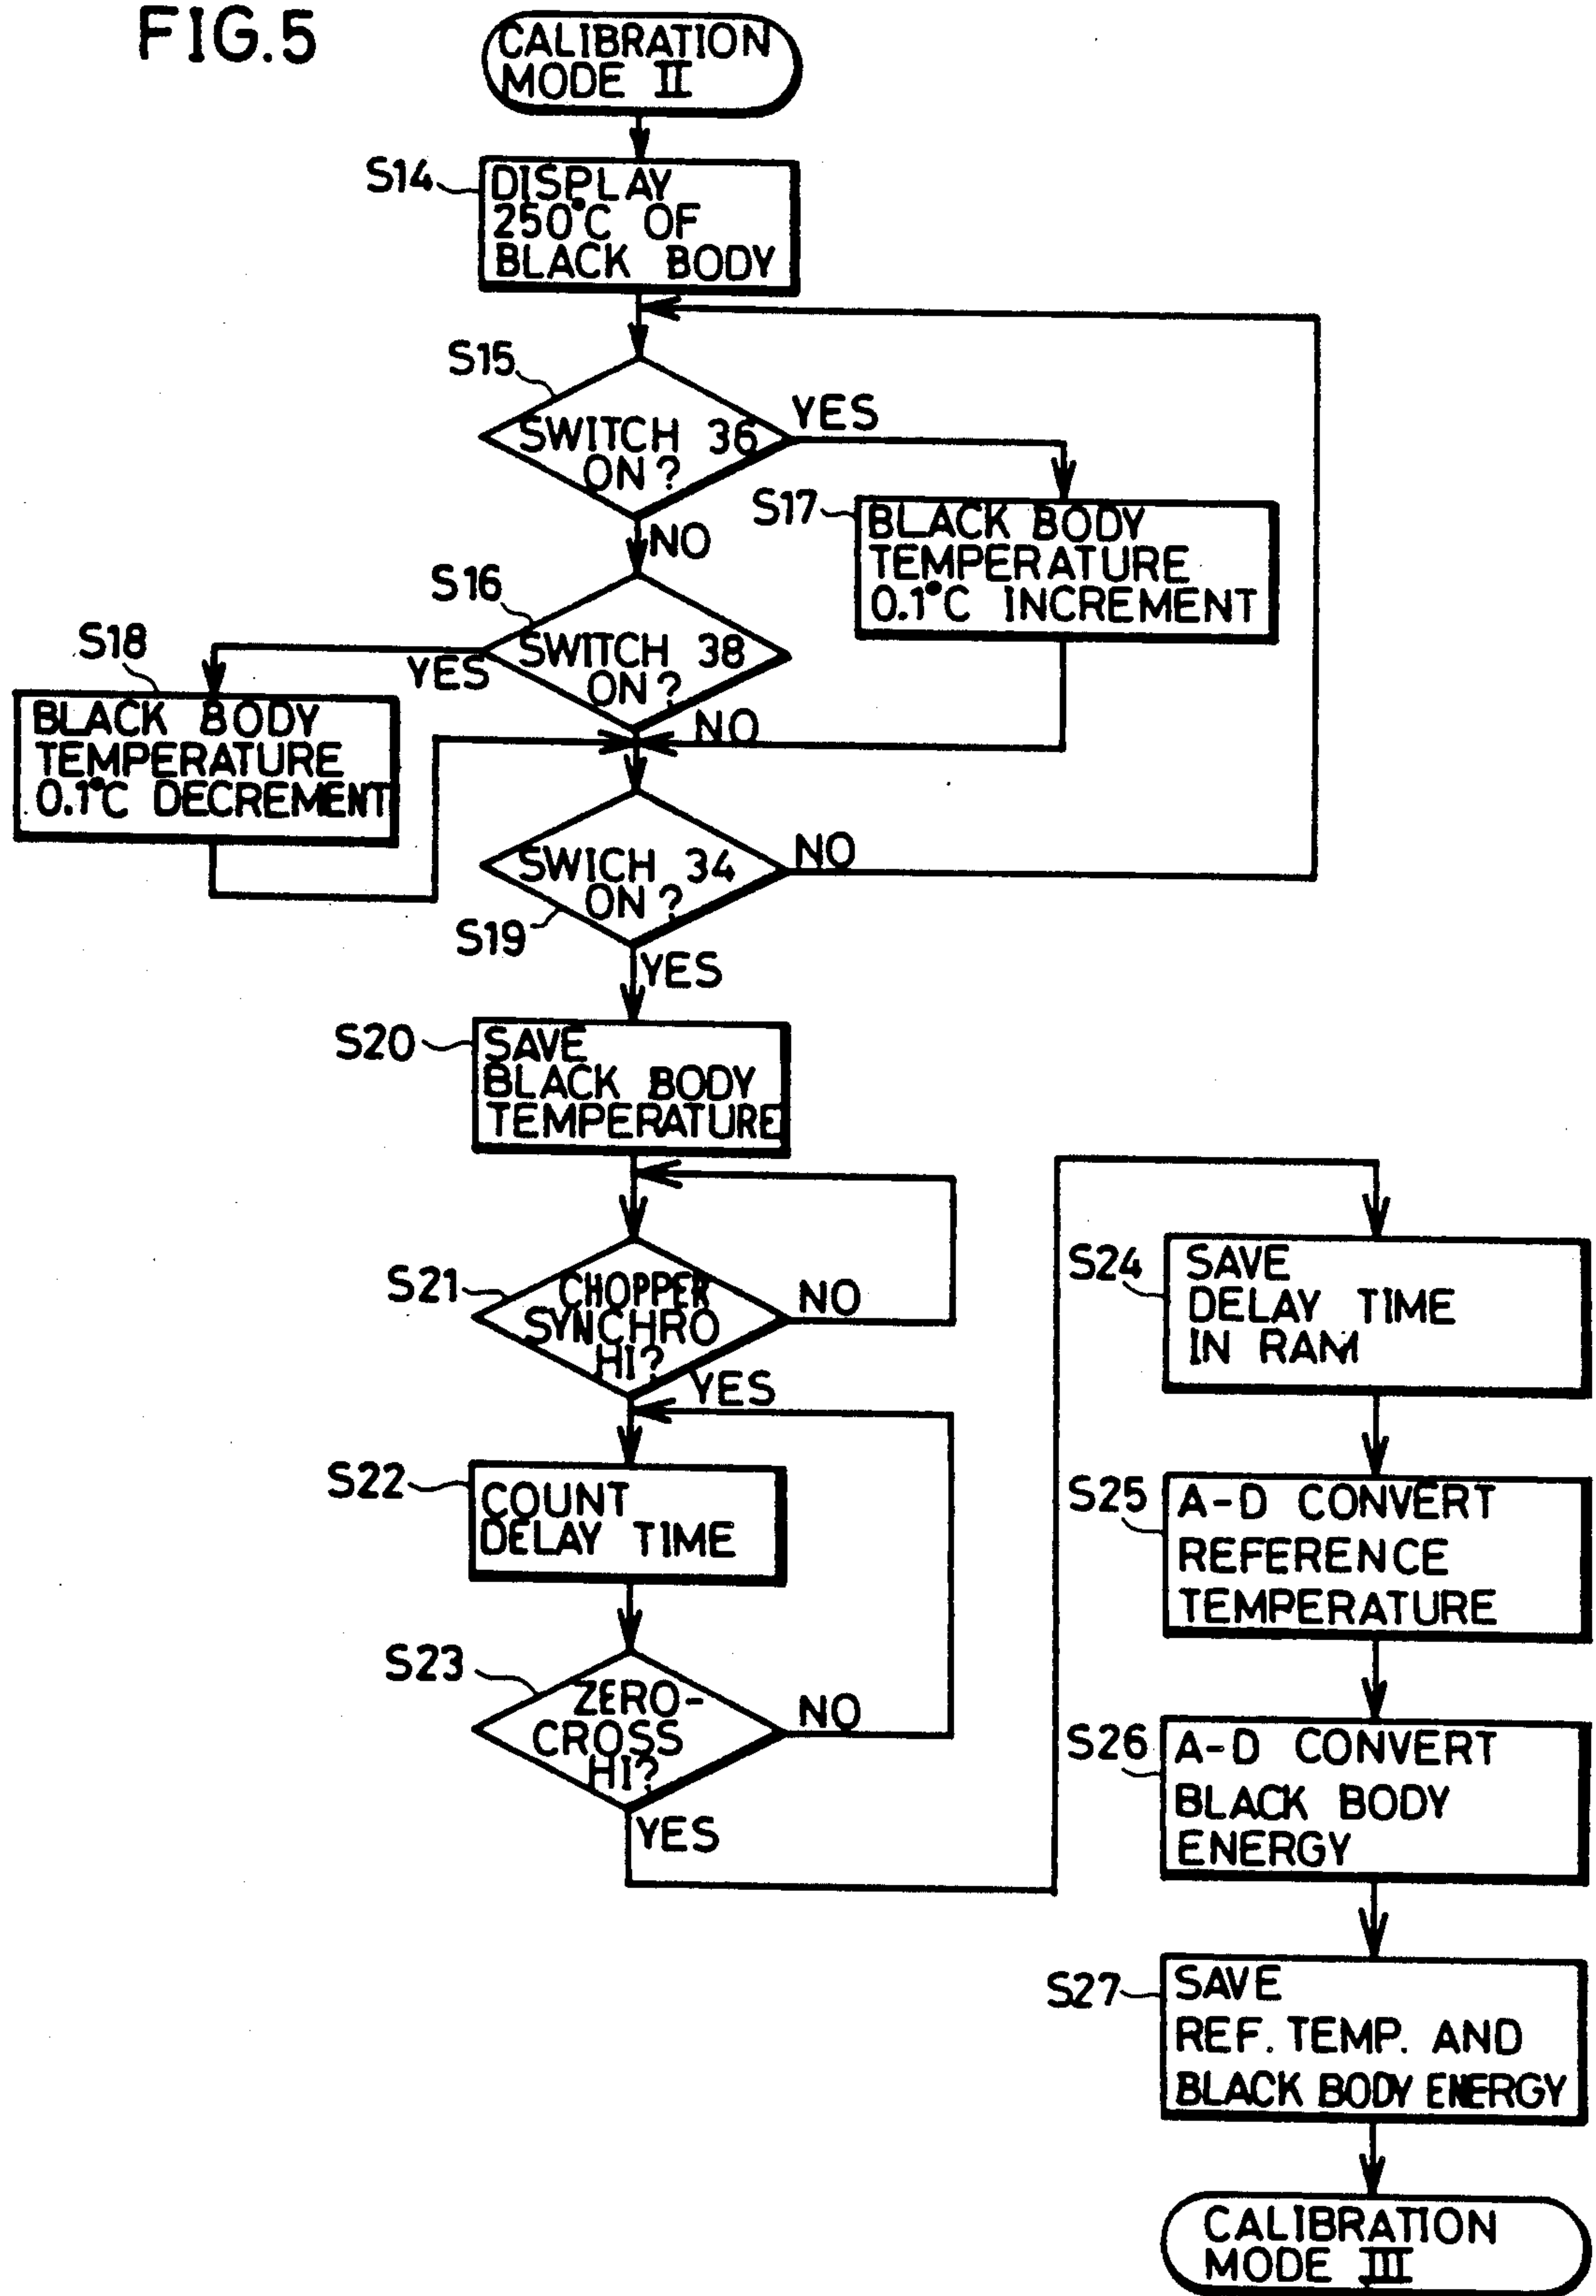 FIG.5
CALIBRATION
MODE II
S14
DISPLAY
250°C OF
BLACK BODY
S15
SWITCH 36
ON?
YES
NO
S17
BLACK BODY
TEMPERATURE
0.1°C INCREMENT
S16
SWITCH 38
ON?
YES
NO
S18
BLACK BODY
TEMPERATURE
0.1°C DECREMENT
SWICH 34
ON?
NO
S19
YES
S20
SAVE
BLACK BODY
TEMPERATURE
S21
CHOPPER
SYNCHRO
HI?
NO
YES
S22
COUNT
DELAY TIME
S23
ZERO-
CROSS
HI?
NO
YES
S24
SAVE
DELAY TIME
IN RAM
S25
A-D CONVERT
REFERENCE
TEMPERATURE
S26
A-D CONVERT
BLACK BODY
ENERGY
S27
SAVE
REF. TEMP. AND
BLACK BODY ENERGY
CALIBRATION
MODE III